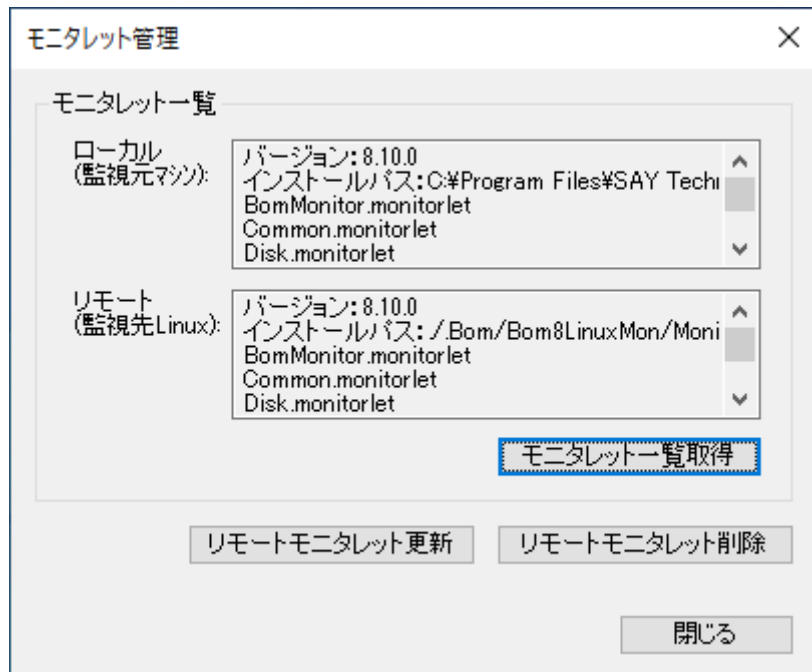 モニタレット管理
モニタレット一覧
ローカル
(監視元マシン):
バージョン: 8.10.0
インストールパス: C:¥Program Files¥SAY Techn
BomMonitor.monitorlet
Common.monitorlet
Disk.monitorlet
リモート
(監視先Linux):
バージョン: 8.10.0
インストールパス: ./.Bom/Bom8LinuxMon/Moni
BomMonitor.monitorlet
Common.monitorlet
Disk.monitorlet
モニタレット一覧取得
リモートモニタレット更新
リモートモニタレット削除
閉じる